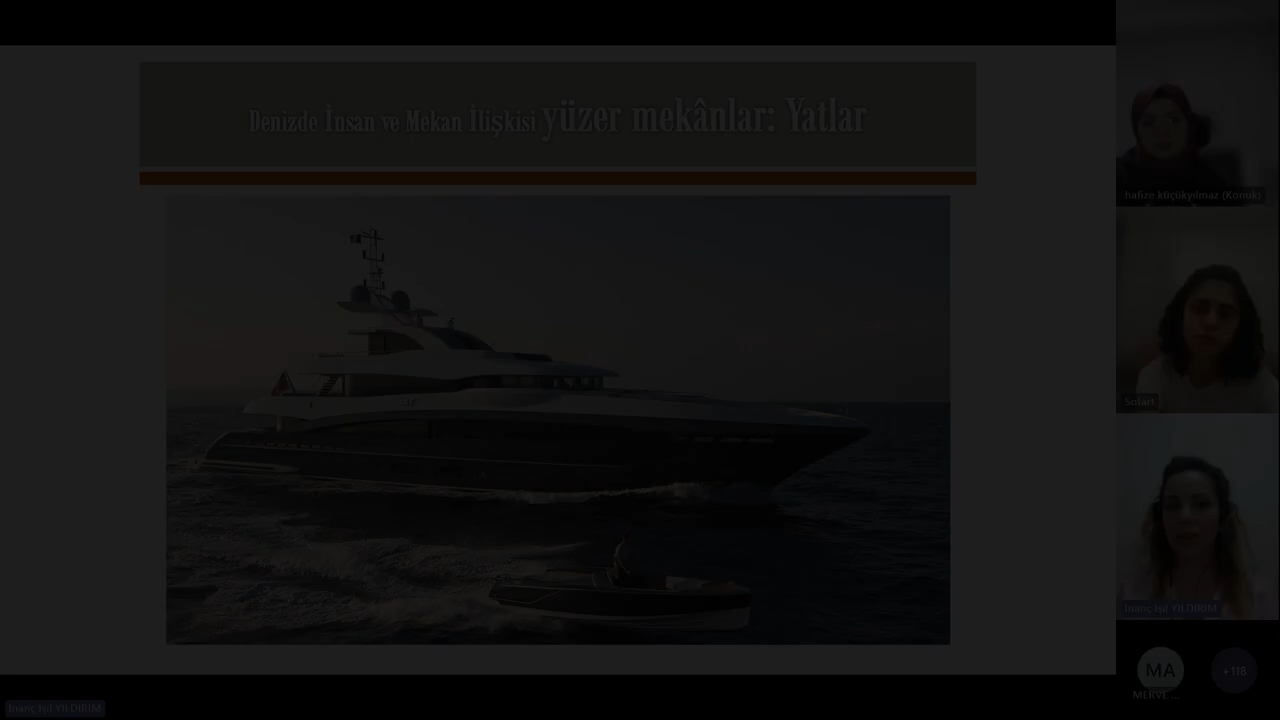 Denizde İnsan ve Mekan İlişkisi yüzer mekânlar: Yatlar
hafize küçükyılmaz (Konuk)
Sofart
İnanç Işıl YILDIRIM
MA
+118
MERVE ...
İnanç Işıl YILDIRIM